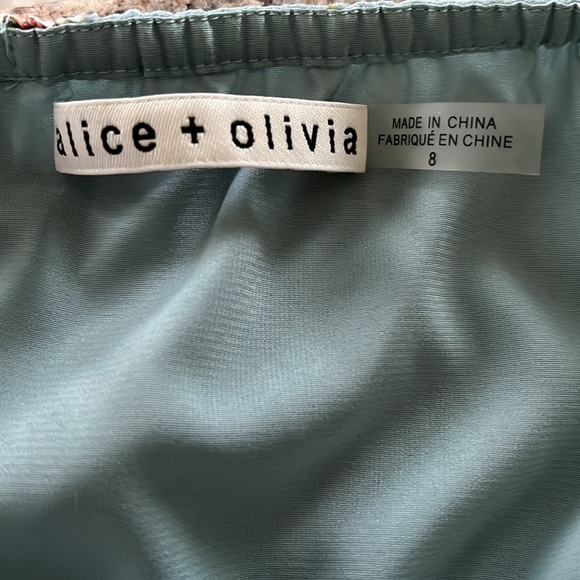 alice + olivia
MADE IN CHINA
FABRIQUÉ EN CHINE
8